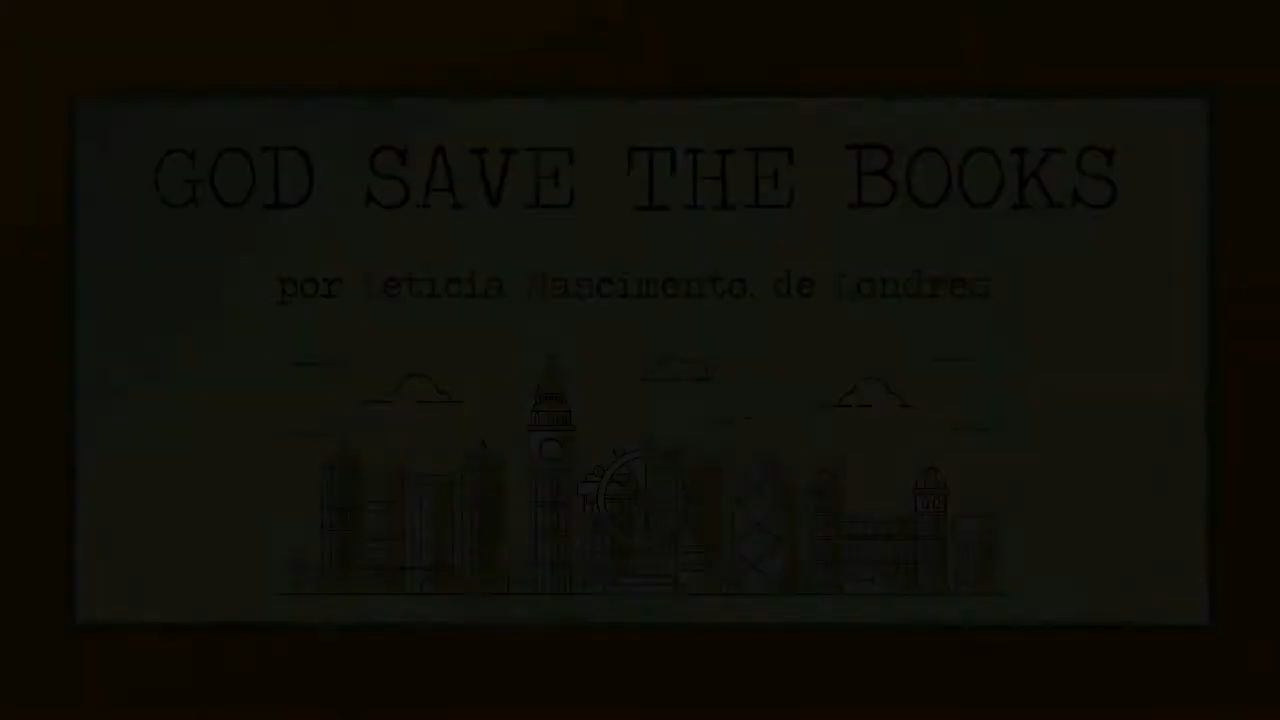 GOD SAVE THE BOOKS
por Leticia Nascimento, de Londres